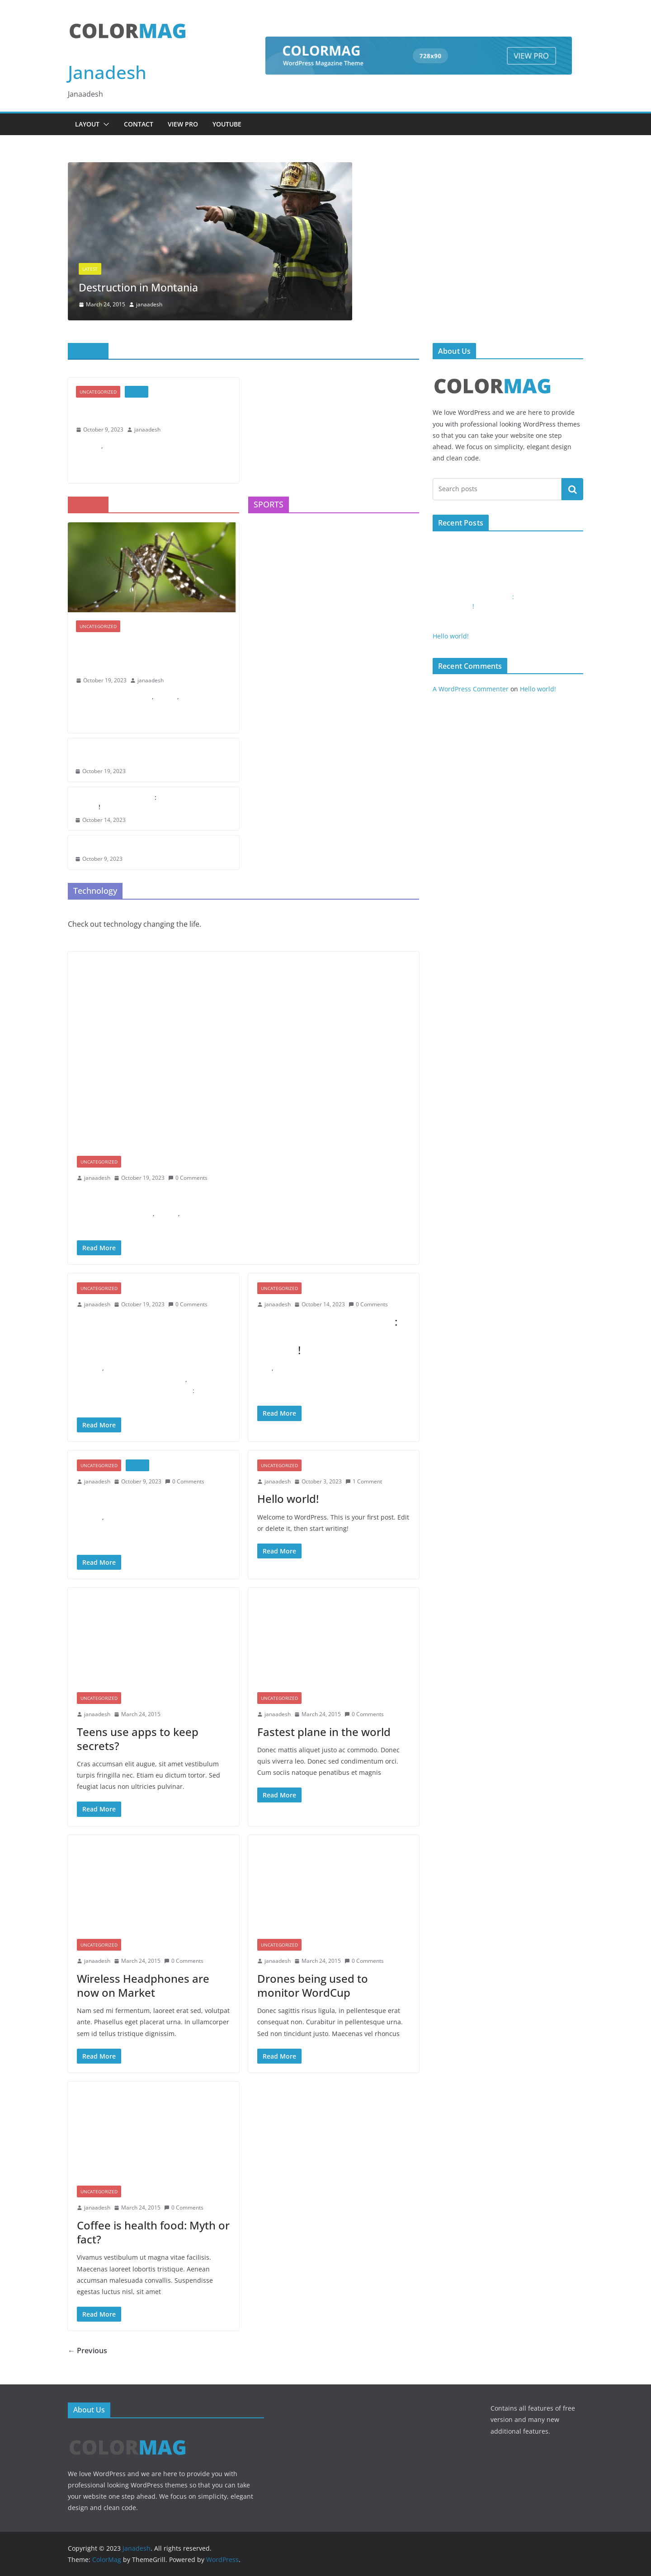 COLORMAG
Janadesh
Janaadesh
COLORMAG
WordPress Magazine Theme
728x90
VIEW PRO
LAYOUT
CONTACT
VIEW PRO
YOUTUBE
LATEST
Destruction in Montania
March 24, 2015 janaadesh
UNCATEGORIZED
October 9, 2023 janaadesh
SPORTS
UNCATEGORIZED
October 19, 2023 janaadesh
October 19, 2023
:
!
October 14, 2023
October 9, 2023
Technology
Check out technology changing the life.
UNCATEGORIZED
janaadesh October 19, 2023 0 Comments
Read More
UNCATEGORIZED
janaadesh October 19, 2023 0 Comments
:
Read More
UNCATEGORIZED
janaadesh October 14, 2023 0 Comments
:
!
Read More
UNCATEGORIZED
janaadesh October 9, 2023 0 Comments
Read More
UNCATEGORIZED
janaadesh October 3, 2023 1 Comment
Hello world!
Welcome to WordPress. This is your first post. Edit
or delete it, then start writing!
Read More
UNCATEGORIZED
janaadesh March 24, 2015
Teens use apps to keep
secrets?
Cras accumsan elit augue, sit amet vestibulum
turpis fringilla nec. Etiam eu dictum tortor. Sed
feugiat lacus non ultricies pulvinar.
Read More
UNCATEGORIZED
janaadesh March 24, 2015 0 Comments
Fastest plane in the world
Donec mattis aliquet justo ac commodo. Donec
quis viverra leo. Donec sed condimentum orci.
Cum sociis natoque penatibus et magnis
Read More
UNCATEGORIZED
janaadesh March 24, 2015 0 Comments
Wireless Headphones are
now on Market
Nam sed mi fermentum, laoreet erat sed, volutpat
ante. Phasellus eget placerat urna. In ullamcorper
sem id tellus tristique dignissim.
Read More
UNCATEGORIZED
janaadesh March 24, 2015 0 Comments
Drones being used to
monitor WordCup
Donec sagittis risus ligula, in pellentesque erat
consequat non. Curabitur in pellentesque urna.
Sed non tincidunt justo. Maecenas vel rhoncus
Read More
UNCATEGORIZED
janaadesh March 24, 2015 0 Comments
Coffee is health food: Myth or
fact?
Vivamus vestibulum ut magna vitae facilisis.
Maecenas laoreet lobortis tristique. Aenean
accumsan malesuada convallis. Suspendisse
egestas luctus nisl, sit amet
Read More
← Previous
About Us
COLORMAG
We love WordPress and we are here to provide
you with professional looking WordPress themes
so that you can take your website one step
ahead. We focus on simplicity, elegant design
and clean code.
Search posts
Recent Posts
:
!
Hello world!
Recent Comments
A WordPress Commenter on Hello world!
About Us
COLORMAG
We love WordPress and we are here to provide you with
professional looking WordPress themes so that you can take
your website one step ahead. We focus on simplicity, elegant
design and clean code.
Contains all features of free
version and many new
additional features.
Copyright © 2023 Janadesh. All rights reserved.
Theme: ColorMag by ThemeGrill. Powered by WordPress.